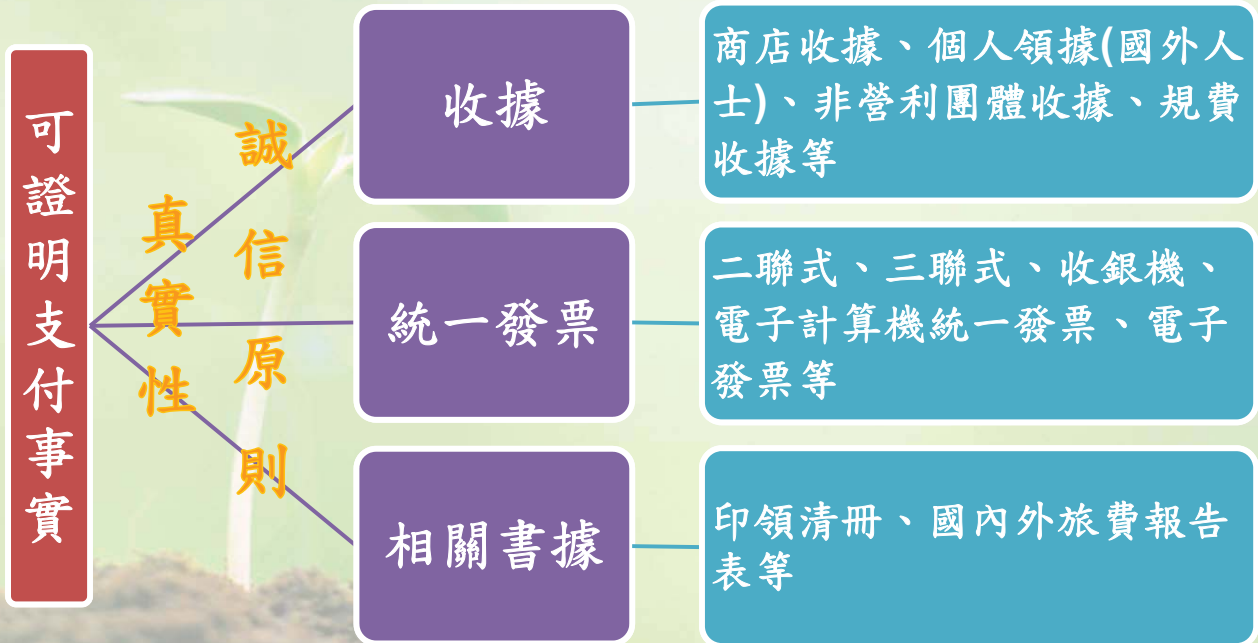 可證明支付事實
真實性
誠信原則
收據
商店收據、個人領據(國外人
士)、非營利團體收據、規費
收據等
統一發票
二聯式、三聯式、收銀機、
電子計算機統一發票、電子
發票等
相關書據
印領清冊、國內外旅費報告
表等